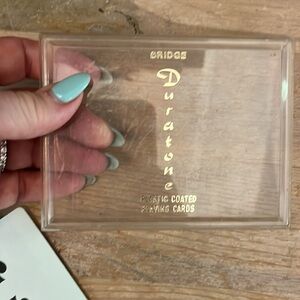 BRIDGE
Duratone
PLASTIC COATED
PLAYING CARDS